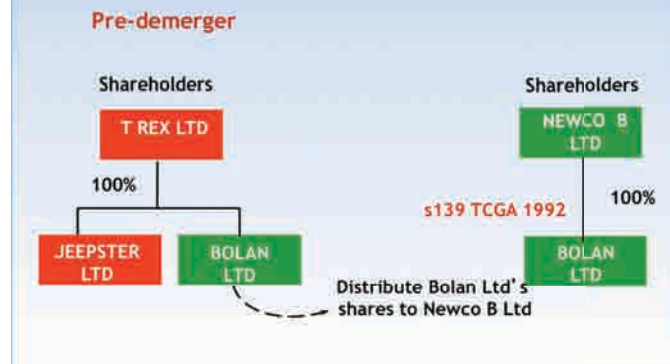 Pre-demerger
Shareholders
T REX LTD
100%
JEEPSTER
LTD
BOLAN
LTD
Distribute Bolan Ltd's
shares to Newco B Ltd
Shareholders
NEWCO B
LTD
s139 TCGA 1992
100%
BOLAN
LTD